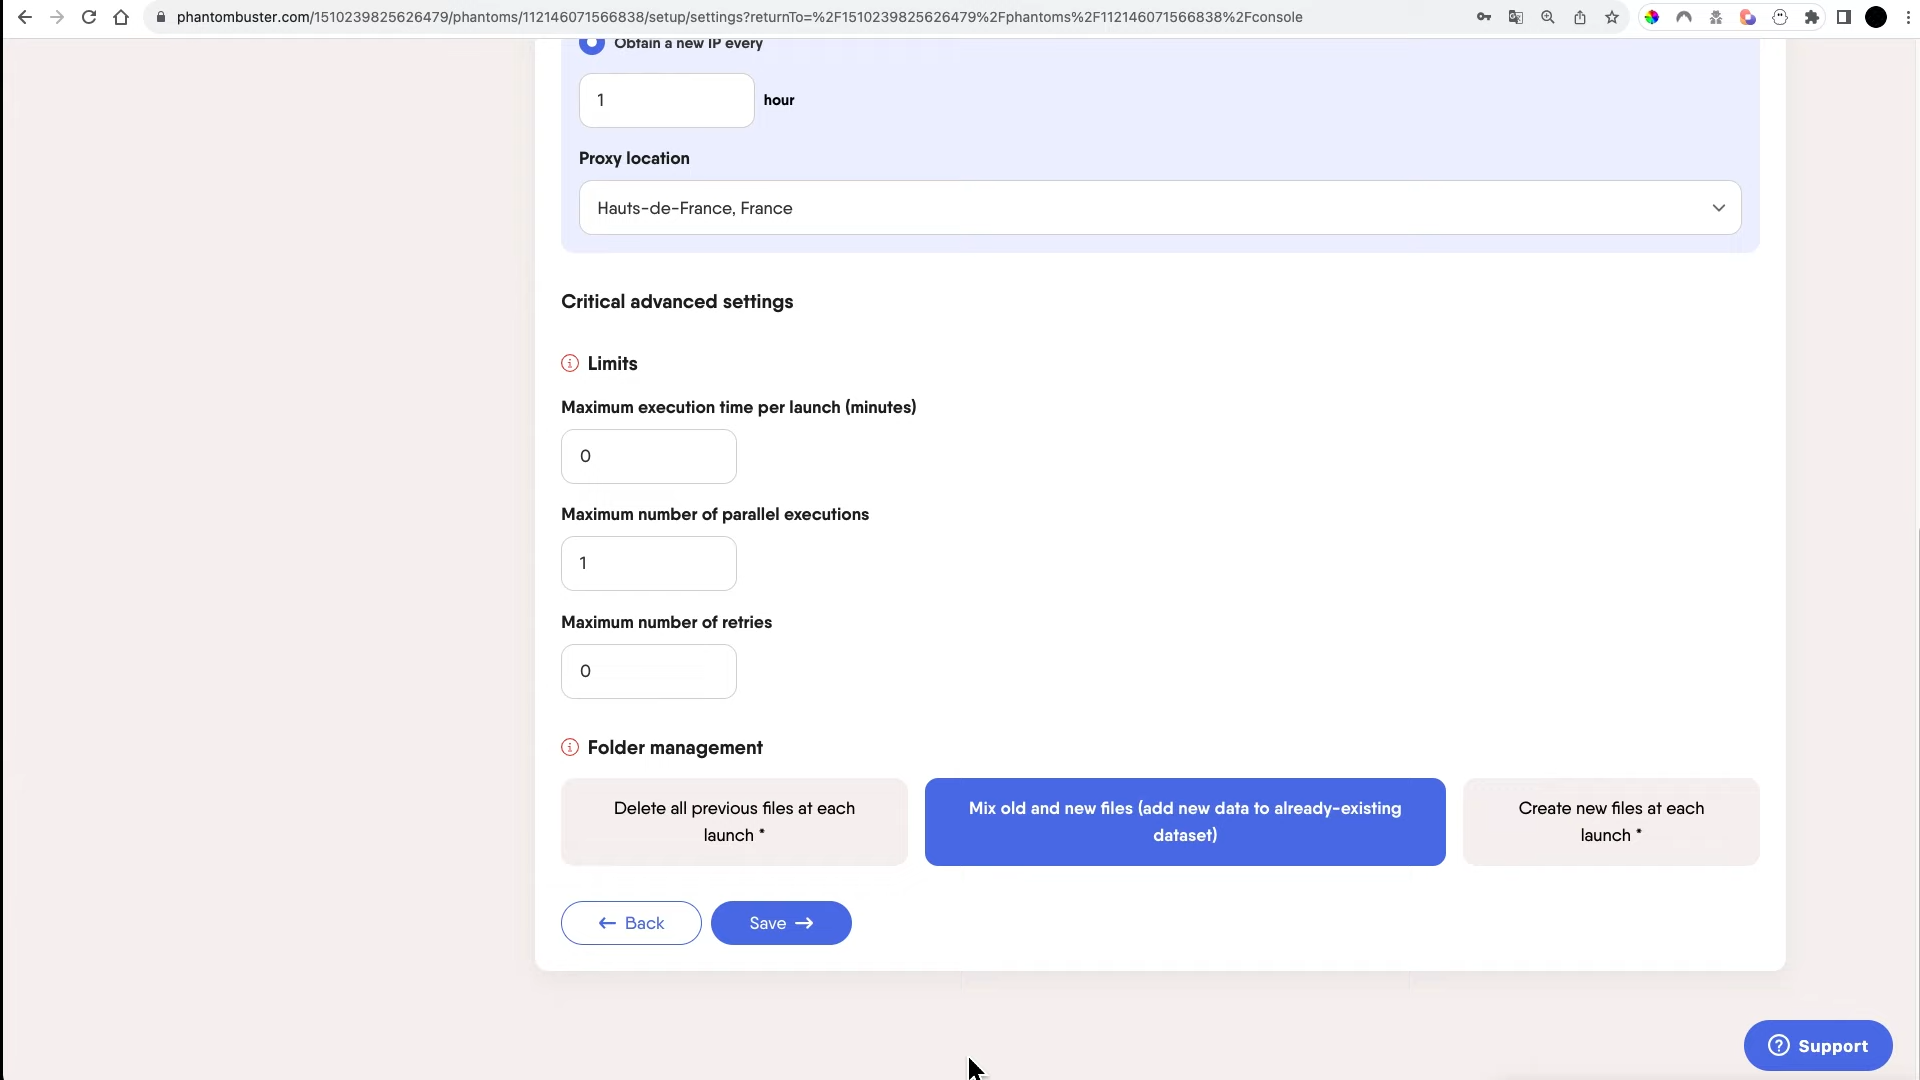 phantombuster.com/1510239825626479/phantoms/112146071566838/setup/settings?returnTo=%2F1510239825626479%2Fphantoms%2F112146071566838%2Fconsole
Obtain a new IP every
1 hour
Proxy location
Hauts-de-France, France
Critical advanced settings
Limits
Maximum execution time per launch (minutes)
0
Maximum number of parallel executions
1
Maximum number of retries
0
Folder management
Delete all previous files at each
launch *
Mix old and new files (add new data to already-existing
dataset)
Create new files at each
launch *
Back
Save
Support